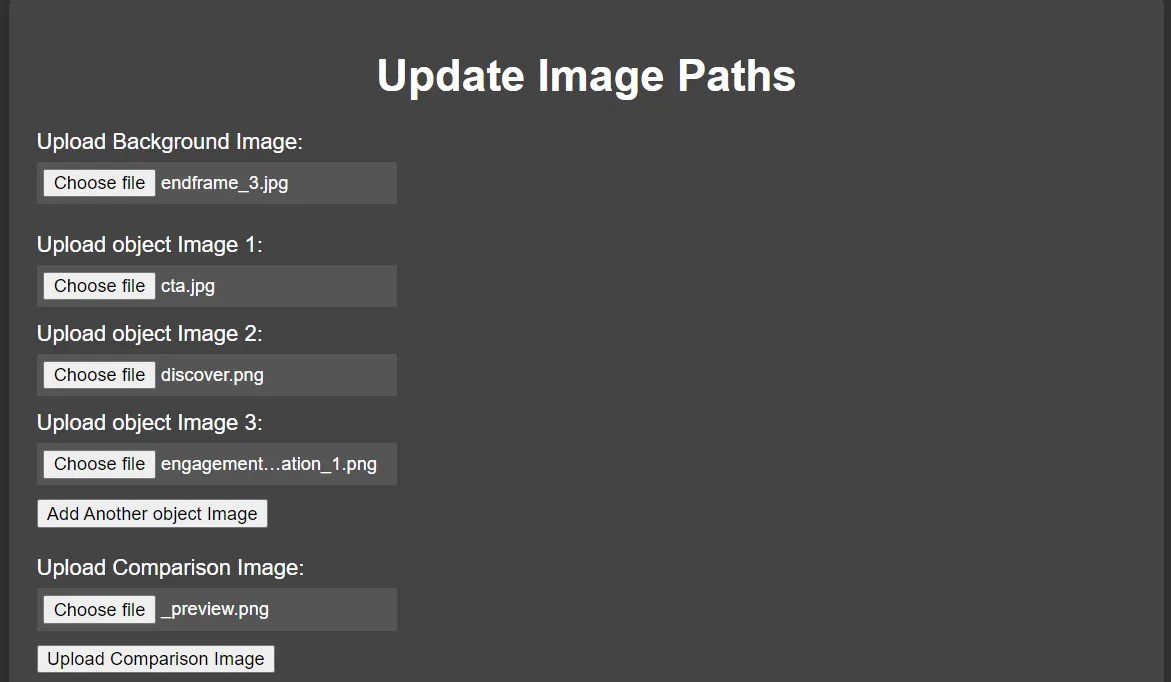 Update Image Paths
Upload Background Image:
Choose file endframe_3.jpg
Upload object Image 1:
Choose file cta.jpg
Upload object Image 2:
Choose file discover.png
Upload object Image 3:
Choose file engagement...ation_1.png
Add Another object Image
Upload Comparison Image:
Choose file _preview.png
Upload Comparison Image